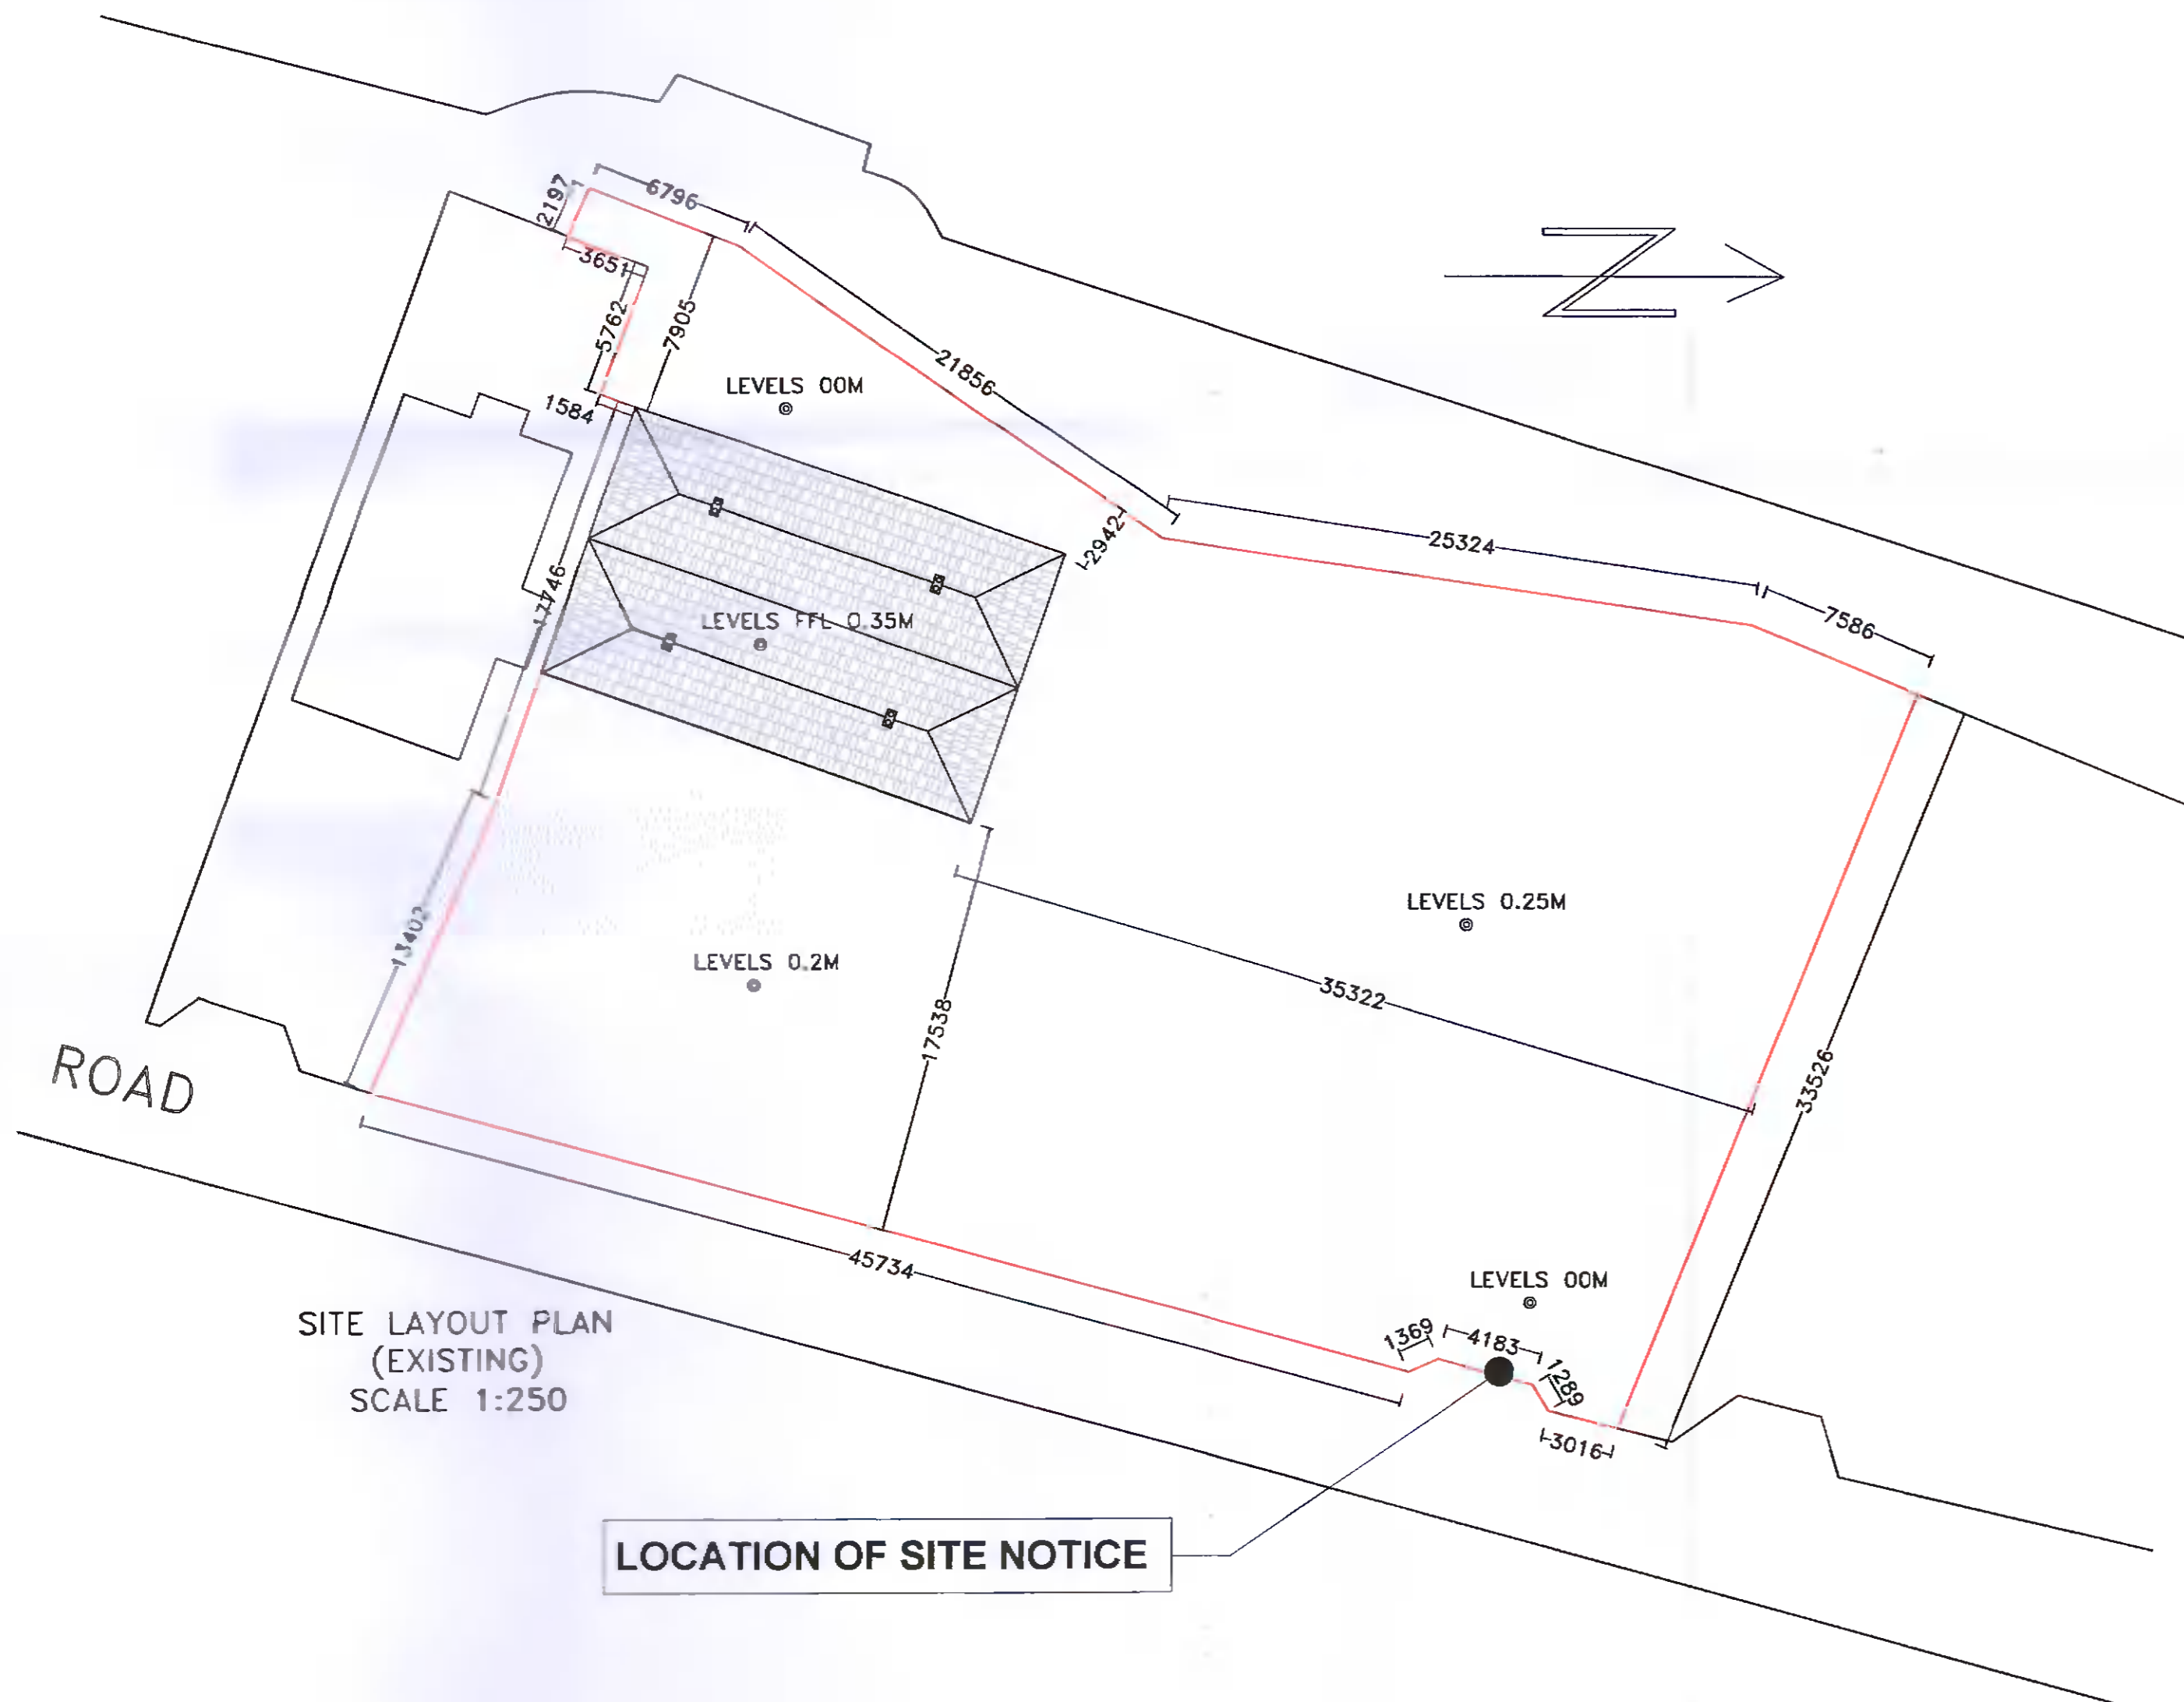 2197
6796
3651
5762
7905
1584
21856
LEVELS 00M
2942
25324
7586
17746
LEVELS FFL 0.35M
LEVELS 0.25M
13403
LEVELS 0.2M
35322
17538
33526
ROAD
45734
LEVELS 00M
1369
4183
1289
3016
SITE LAYOUT PLAN
(EXISTING)
SCALE 1:250
LOCATION OF SITE NOTICE